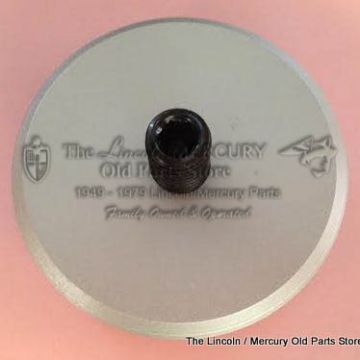 The Lincoln MERCURY
Old Parts Store
1949 - 1979 Lincoln Mercury Parts
Family Owned & Operated
The Lincoln / Mercury Old Parts Store